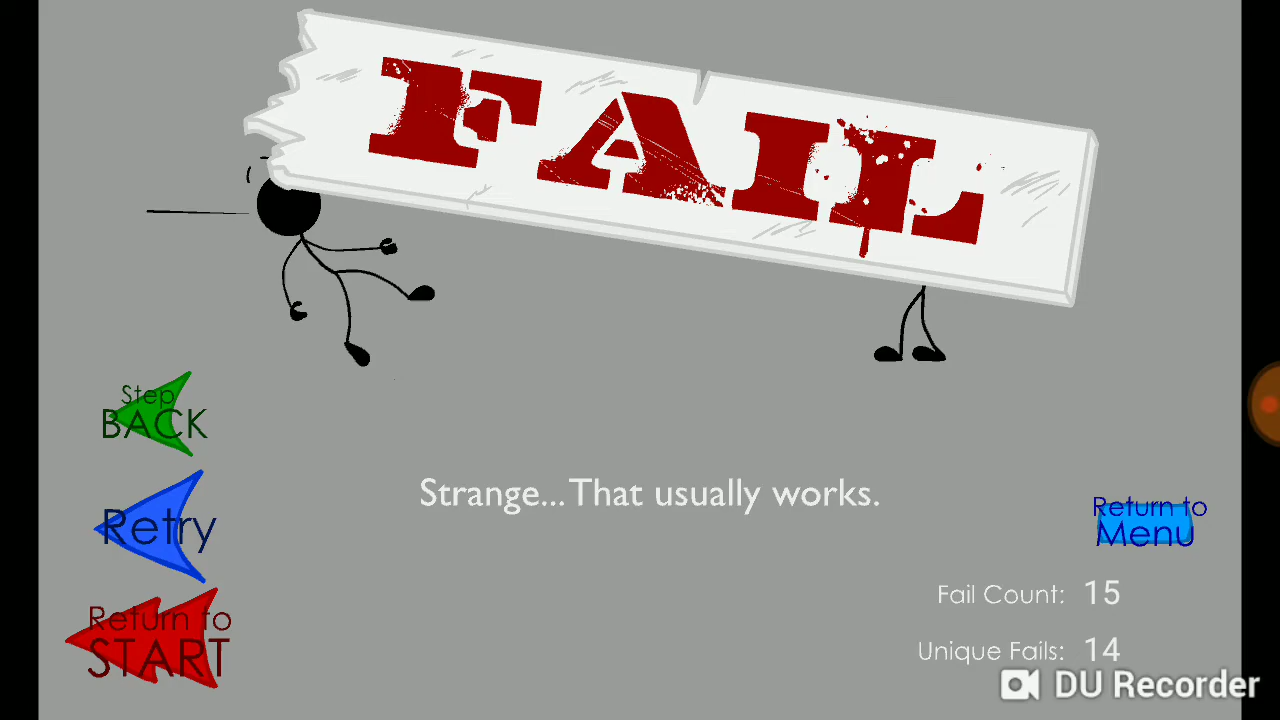 FAIL
Step
BACK
Strange...That usually works.
Retry
Return to
Menu
Fail Count: 15
Return to
START
Unique Fails: 14
DU Recorder